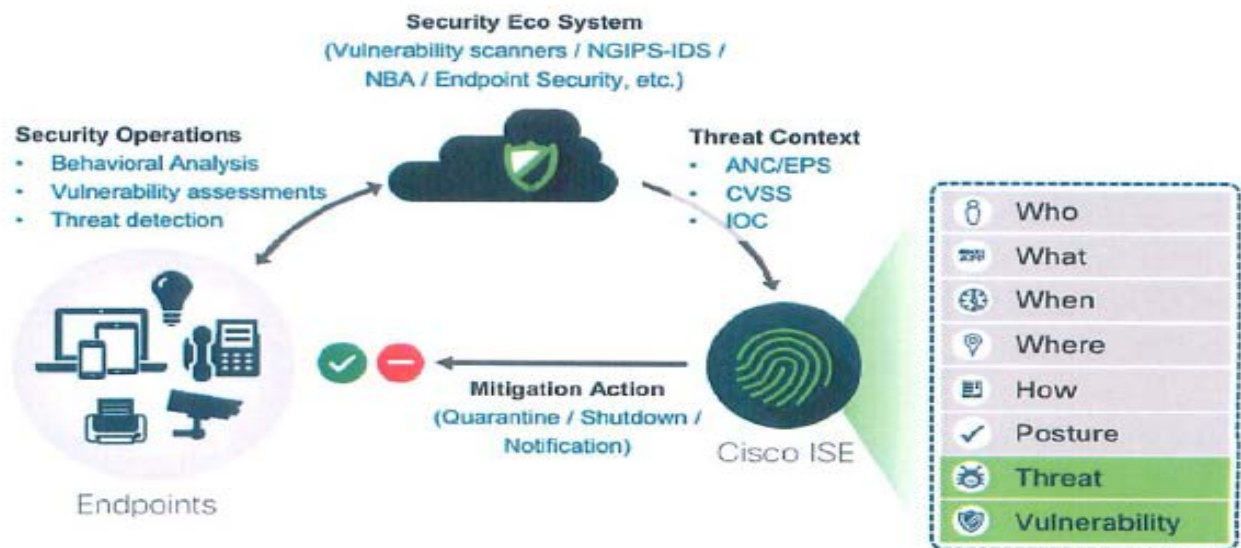 Security Eco System
(Vulnerability scanners / NGIPS-IDS /
NBA / Endpoint Security, etc.)
Security Operations
• Behavioral Analysis
• Vulnerability assessments
• Threat detection
Threat Context
• ANC/EPS
• CVSS
• IOC
Mitigation Action
(Quarantine / Shutdown /
Notification)
Endpoints
Cisco ISE
Who
What
When
Where
How
Posture
Threat
Vulnerability